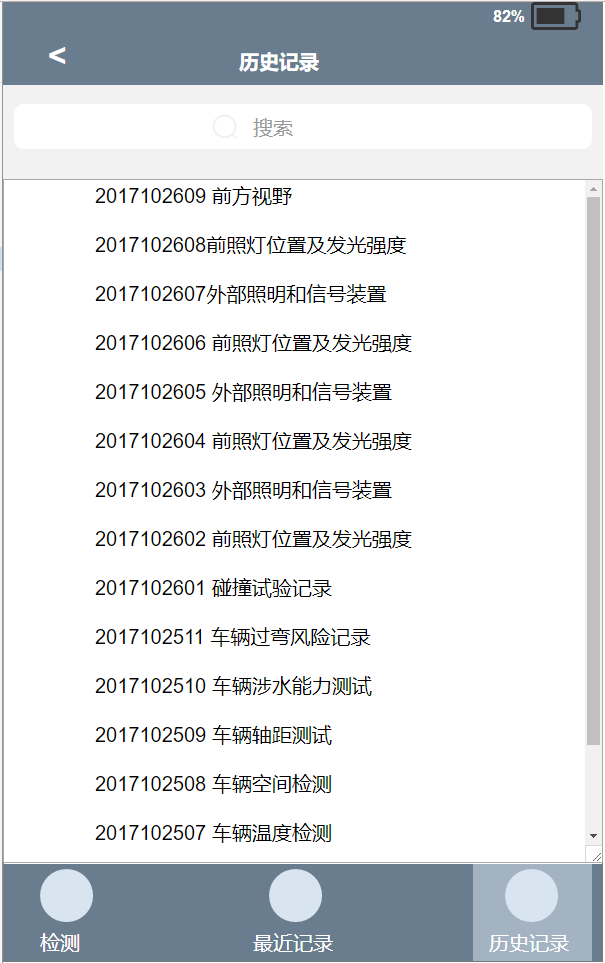 82%
<
历史记录
搜索
2017102609 前方视野
2017102608前照灯位置及发光强度
2017102607外部照明和信号装置
2017102606 前照灯位置及发光强度
2017102605 外部照明和信号装置
2017102604 前照灯位置及发光强度
2017102603 外部照明和信号装置
2017102602 前照灯位置及发光强度
2017102601 碰撞试验记录
2017102511 车辆过弯风险记录
2017102510 车辆涉水能力测试
2017102509 车辆轴距测试
2017102508 车辆空间检测
2017102507 车辆温度检测
检测 最近记录 历史记录